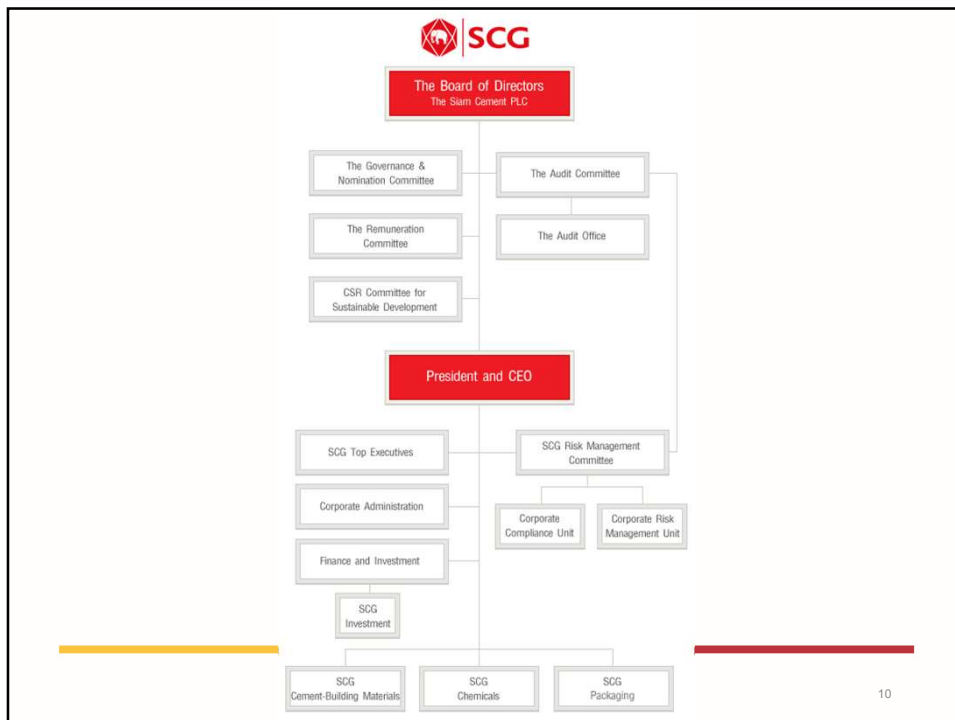 SCG
The Board of Directors
The Siam Cement PLC
The Governance &
Nomination Committee
The Audit Committee
The Remuneration
Committee
The Audit Office
CSR Committee for
Sustainable Development
President and CEO
SCG Top Executives
SCG Risk Management
Committee
Corporate Administration
Corporate
Compliance Unit
Corporate Risk
Management Unit
Finance and Investment
SCG
Investment
SCG
Cement-Building Materials
SCG
Chemicals
SCG
Packaging
10